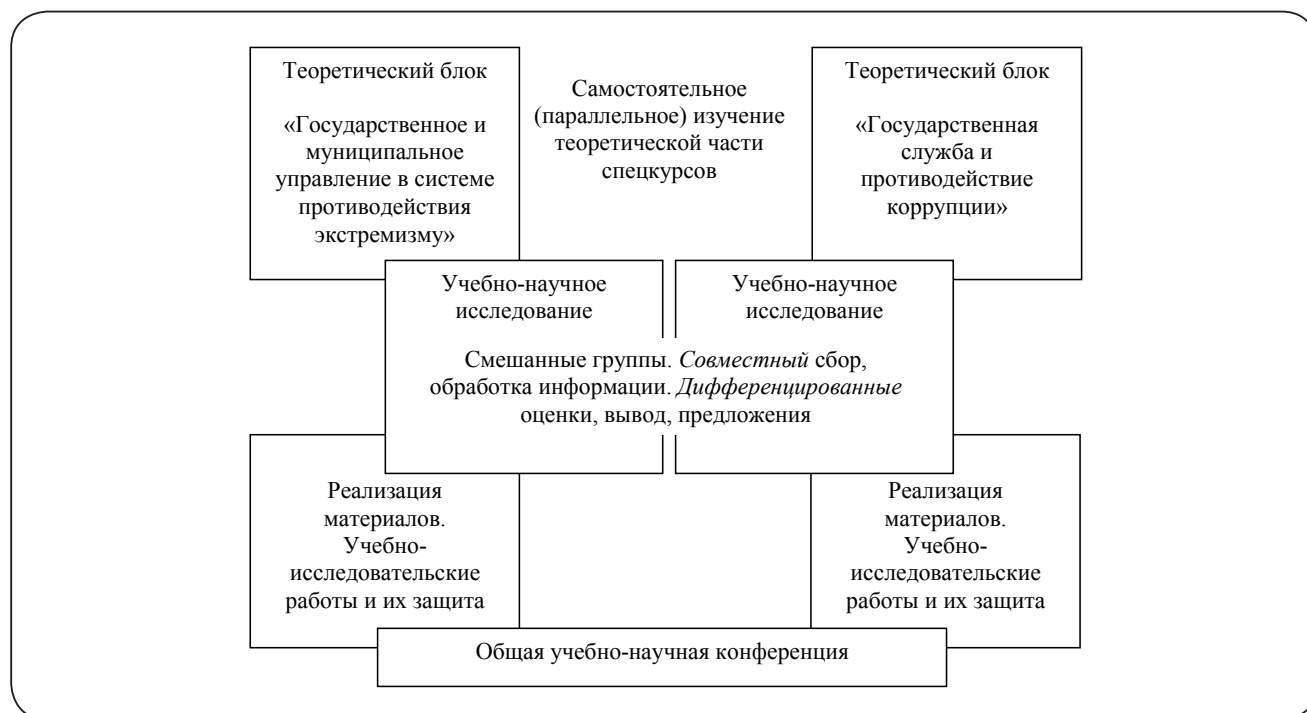 Теоретический блок
«Государственное и
муниципальное
управление в системе
противодействия
экстремизму»
Самостоятельное
(параллельное) изучение
теоретической части
спецкурсов
Теоретический блок
«Государственная
служба и
противодействие
коррупции»
Учебно-научное
исследование
Учебно-научное
исследование
Смешанные группы. Совместный сбор,
обработка информации. Дифференцированные
оценки, вывод, предложения
Реализация
материалов.
Учебно-
исследовательские
работы и их защита
Реализация
материалов.
Учебно-
исследовательские
работы и их защита
Общая учебно-научная конференция